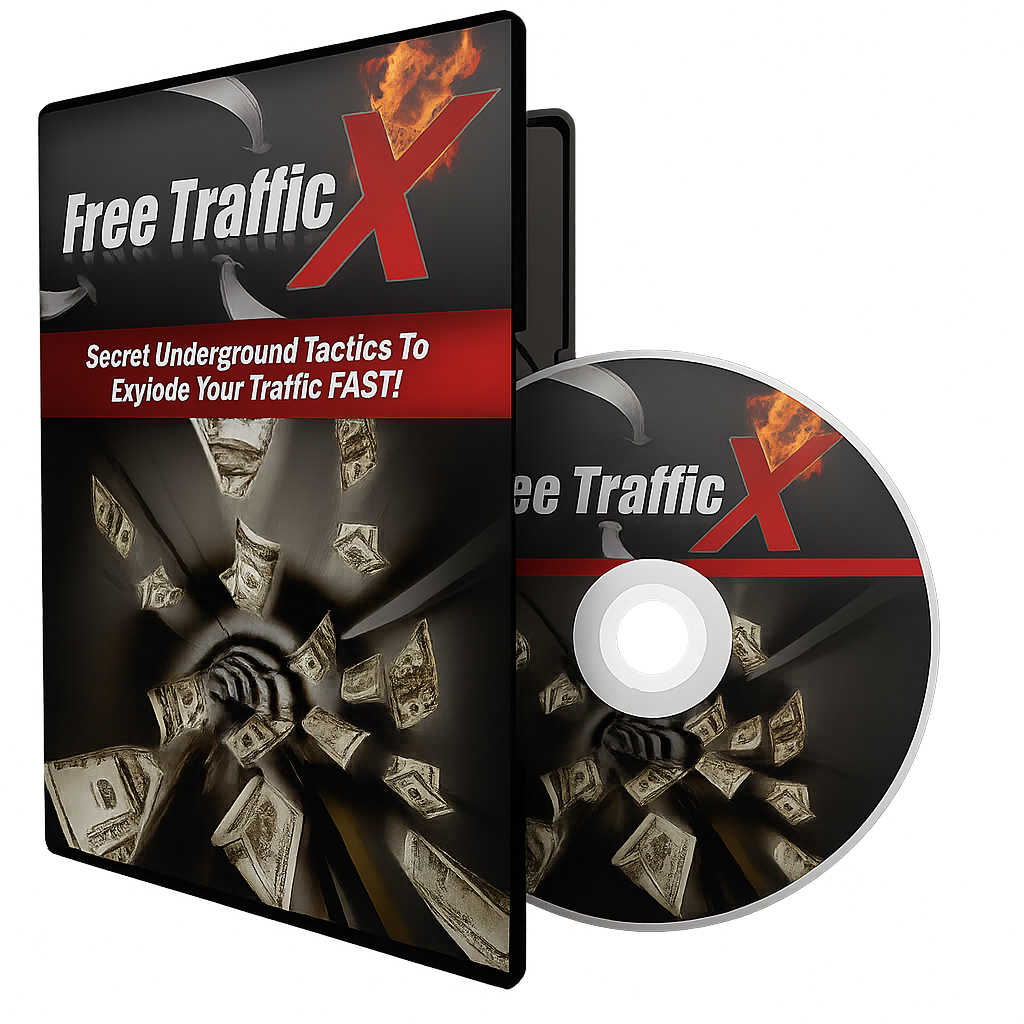 Free Traffic X
Secret Underground Tactics To
Exyiode Your Traffic FAST!
ee Traffic X